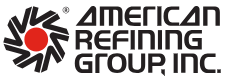 ® AMERICAN
REFINING
GROUP, INC.